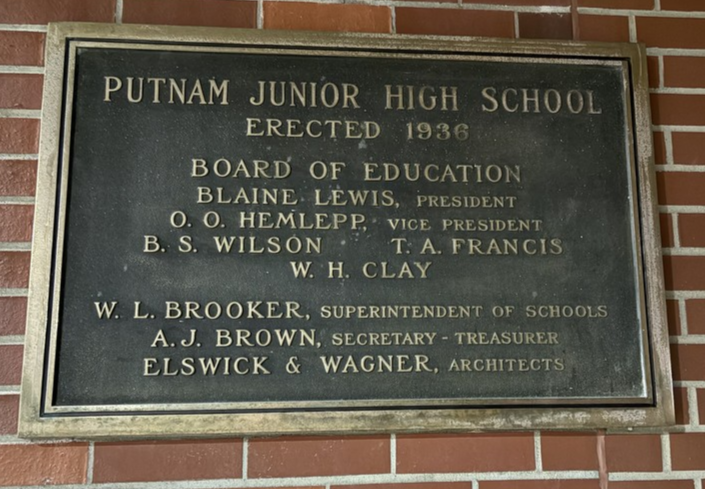 PUTNAM JUNIOR HIGH SCHOOL
ERECTED 1936
BOARD OF EDUCATION
BLAINE LEWIS, PRESIDENT
O. O. HEMLEPP, VICE PRESIDENT
B. S. WILSON T. A. FRANCIS
W. H. CLAY
W. L. BROOKER, SUPERINTENDENT OF SCHOOLS
A. J. BROWN, SECRETARY - TREASURER
ELSWICK & WAGNER, ARCHITECTS